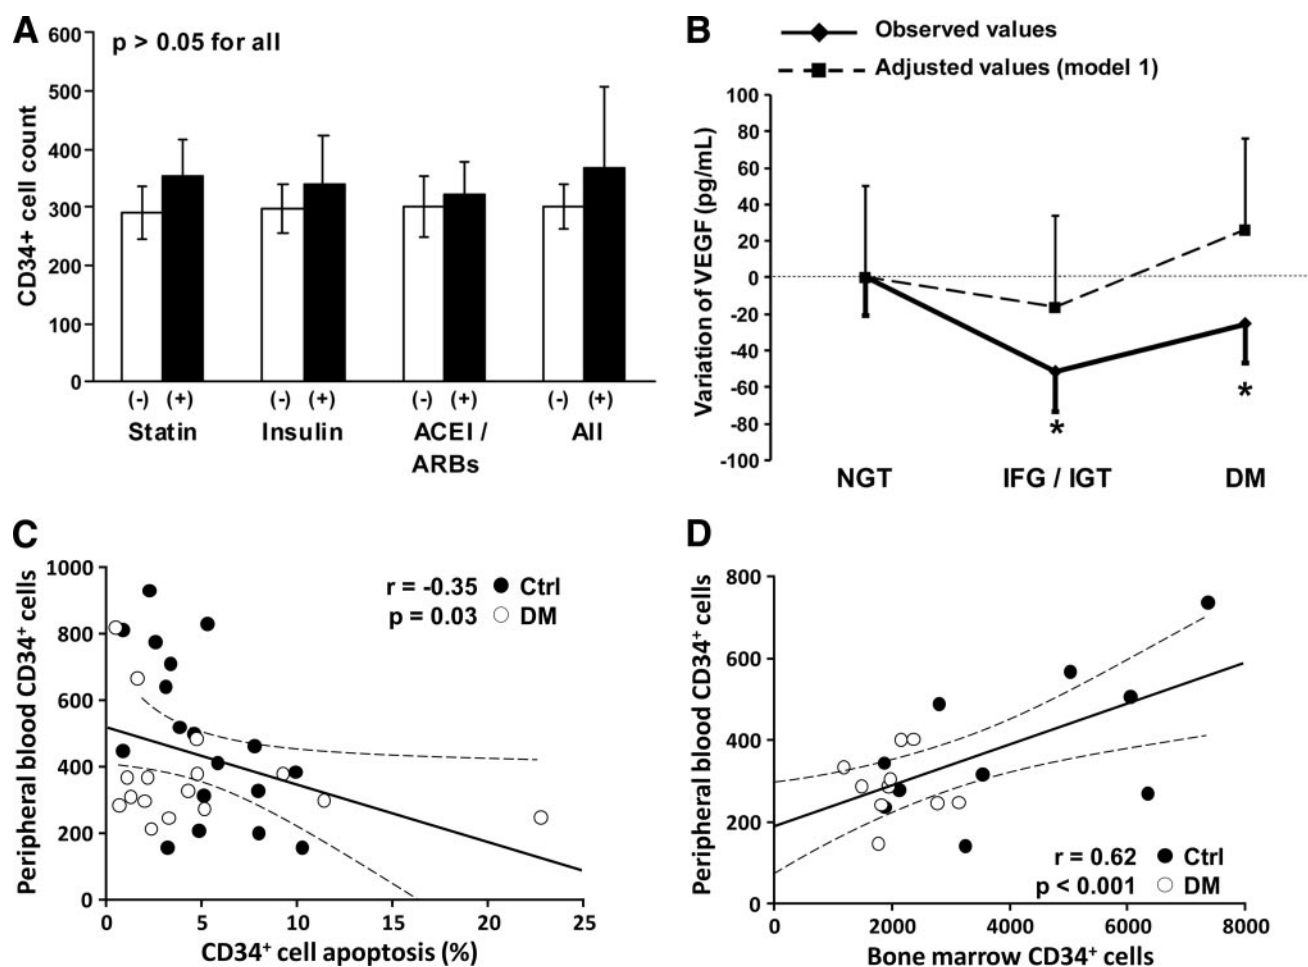 A
p > 0.05 for all
CD34+ cell count
600
500
400
300
200
100
0
(-) (+) (-) (+) (-) (+) (-) (+)
Statin Insulin ACEI / All
ARBs
B
Observed values
Adjusted values (model 1)
Variation of VEGF (pg/mL)
100
80
60
40
20
0
-20
-40
-60
-80
-100
*
*
NGT IFG / IGT DM
C
Peripheral blood CD34⁺ cells
1000
800
600
400
200
0
r = -0.35 Ctrl
p = 0.03 DM
0 5 10 15 20 25
CD34⁺ cell apoptosis (%)
D
Peripheral blood CD34⁺ cells
800
600
400
200
0
r = 0.62 Ctrl
p < 0.001 DM
0 2000 4000 6000 8000
Bone marrow CD34⁺ cells